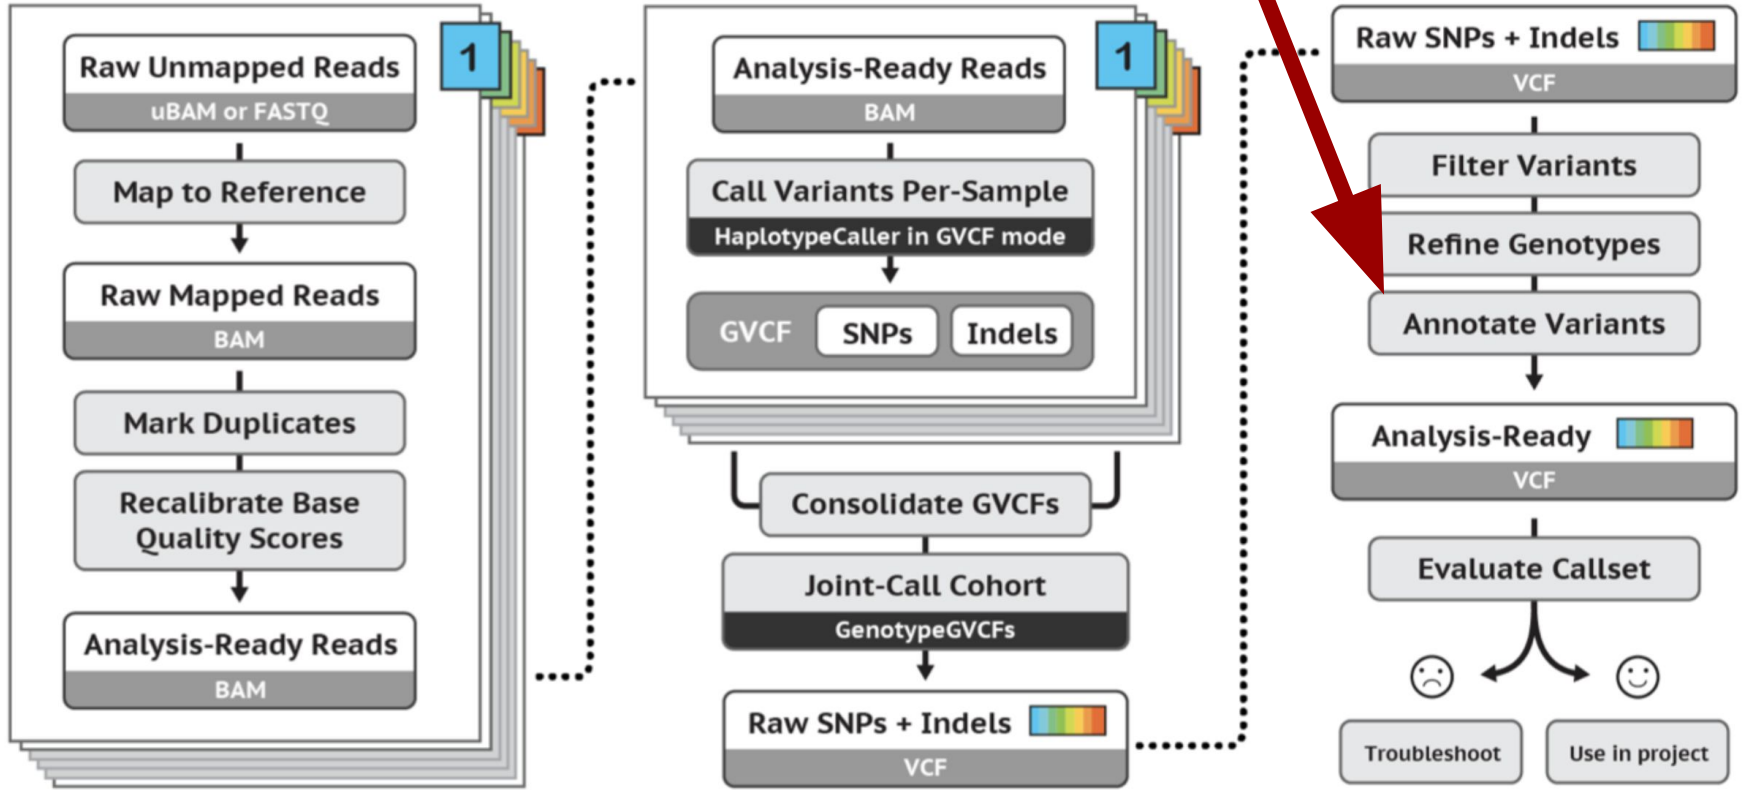 Raw Unmapped Reads
uBAM or FASTQ
1
Map to Reference
Raw Mapped Reads
BAM
Mark Duplicates
Recalibrate Base
Quality Scores
Analysis-Ready Reads
BAM
Analysis-Ready Reads
BAM
1
Call Variants Per-Sample
HaplotypeCaller in GVCF mode
GVCF SNPs Indels
Consolidate GVCFs
Joint-Call Cohort
GenotypeGVCFs
Raw SNPs + Indels
VCF
Raw SNPs + Indels
VCF
Filter Variants
Refine Genotypes
Annotate Variants
Analysis-Ready
VCF
Evaluate Callset
Troubleshoot Use in project